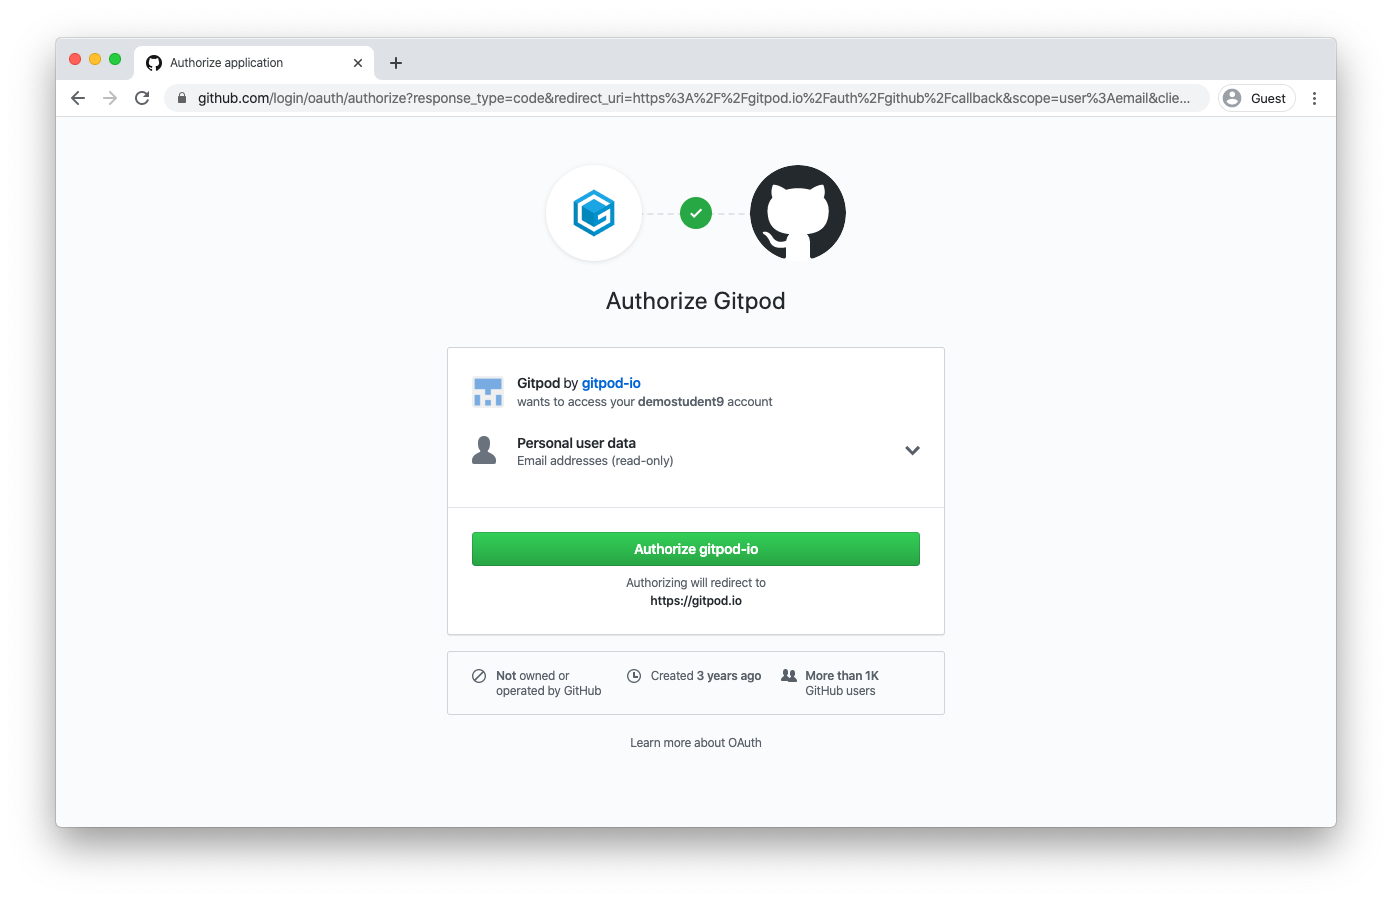 Authorize application
github.com/login/oauth/authorize?response_type=code&redirect_uri=https%3A%2F%2Fgitpod.io%2Fauth%2Fgithub%2Fcallback&scope=user%3Aemail&clie...
Guest
Authorize Gitpod
Gitpod by gitpod-io
wants to access your demostudent9 account
Personal user data
Email addresses (read-only)
Authorize gitpod-io
Authorizing will redirect to
https://gitpod.io
Not owned or
operated by GitHub
Created 3 years ago
More than 1K
GitHub users
Learn more about OAuth